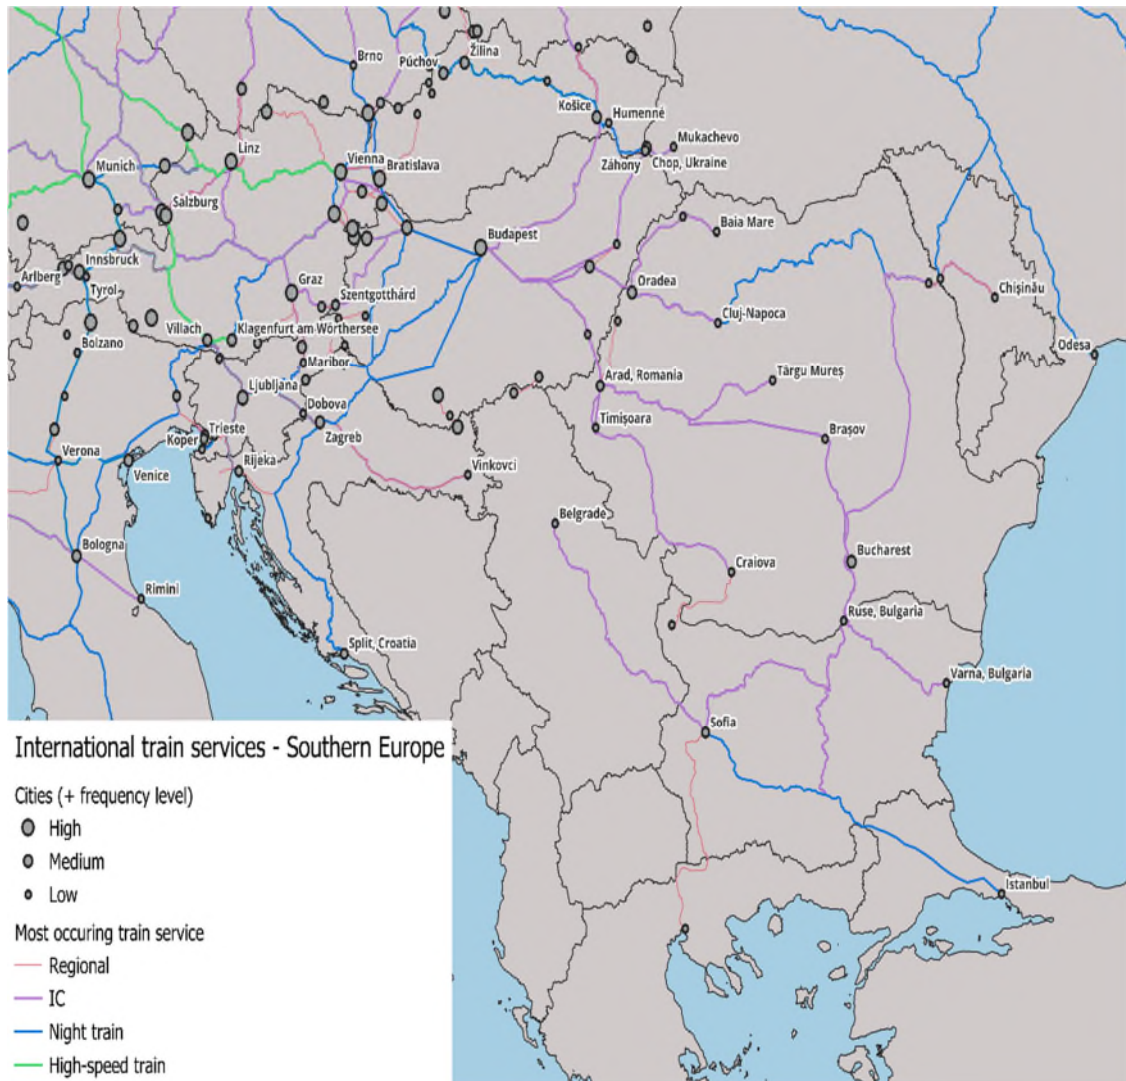 Brno
Púchov
Žilina
Košice
Humenné
Mukachevo
Záhony
Chop, Ukraine
Linz
Munich
Vienna
Bratislava
Salzburg
Budapest
Baia Mare
Innsbruck
Arlberg
Tyrol
Graz
Szentgotthárd
Oradea
Chișinău
Cluj-Napoca
Villach
Klagenfurt am Wörthersee
Bolzano
Maribor
Odesa
Ljubljana
Arad, Romania
Târgu Mureș
Dobova
Timișoara
Trieste
Koper
Zagreb
Brașov
Verona
Venice
Rijeka
Vinkovci
Belgrade
Bologna
Bucharest
Craiova
Rimini
Ruse, Bulgaria
Split, Croatia
Varna, Bulgaria
Sofia
Istanbul
International train services - Southern Europe
Cities (+ frequency level)
High
Medium
Low
Most occuring train service
Regional
IC
Night train
High-speed train